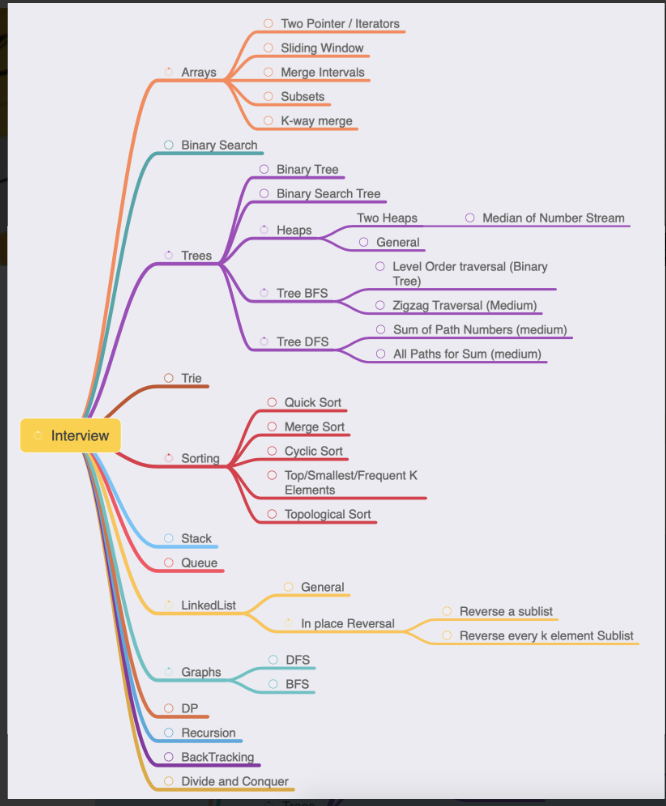 Two Pointer / Iterators
Sliding Window
Arrays
Merge Intervals
Subsets
K-way merge
Binary Search
Binary Tree
Binary Search Tree
Two Heaps
Median of Number Stream
Heaps
General
Trees
Level Order traversal (Binary
Tree)
Tree BFS
Zigzag Traversal (Medium)
Sum of Path Numbers (medium)
Tree DFS
All Paths for Sum (medium)
Trie
Interview
Quick Sort
Merge Sort
Sorting
Cyclic Sort
Top/Smallest/Frequent K
Elements
Topological Sort
Stack
Queue
General
LinkedList
In place Reversal
Reverse a sublist
Reverse every k element Sublist
Graphs
DFS
BFS
DP
Recursion
BackTracking
Divide and Conquer